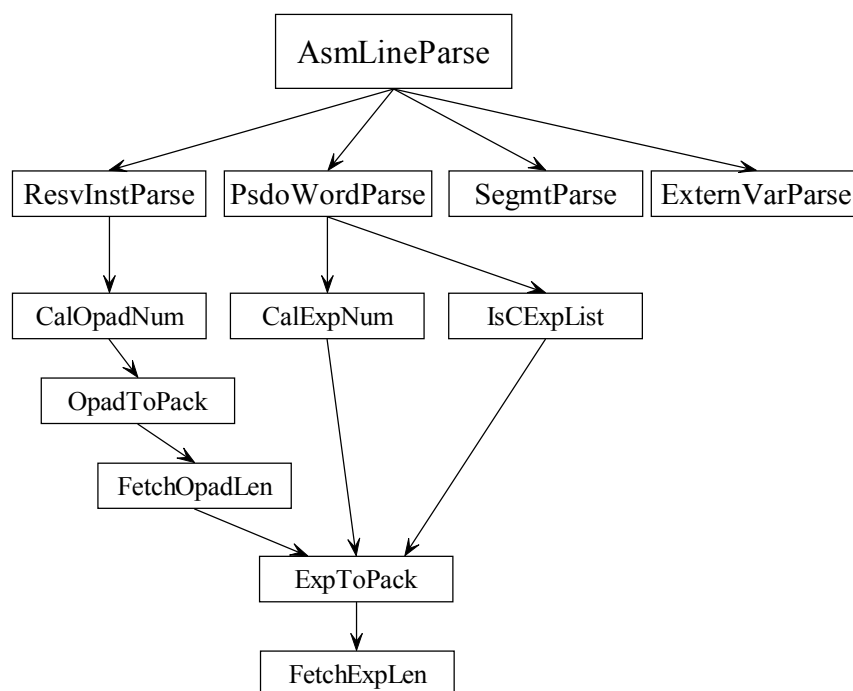 AsmLineParse
ResvInstParse
PsdoWordParse
SegmtParse
ExternVarParse
CalOpadNum
CalExpNum
IsCExpList
OpadToPack
FetchOpadLen
ExpToPack
FetchExpLen